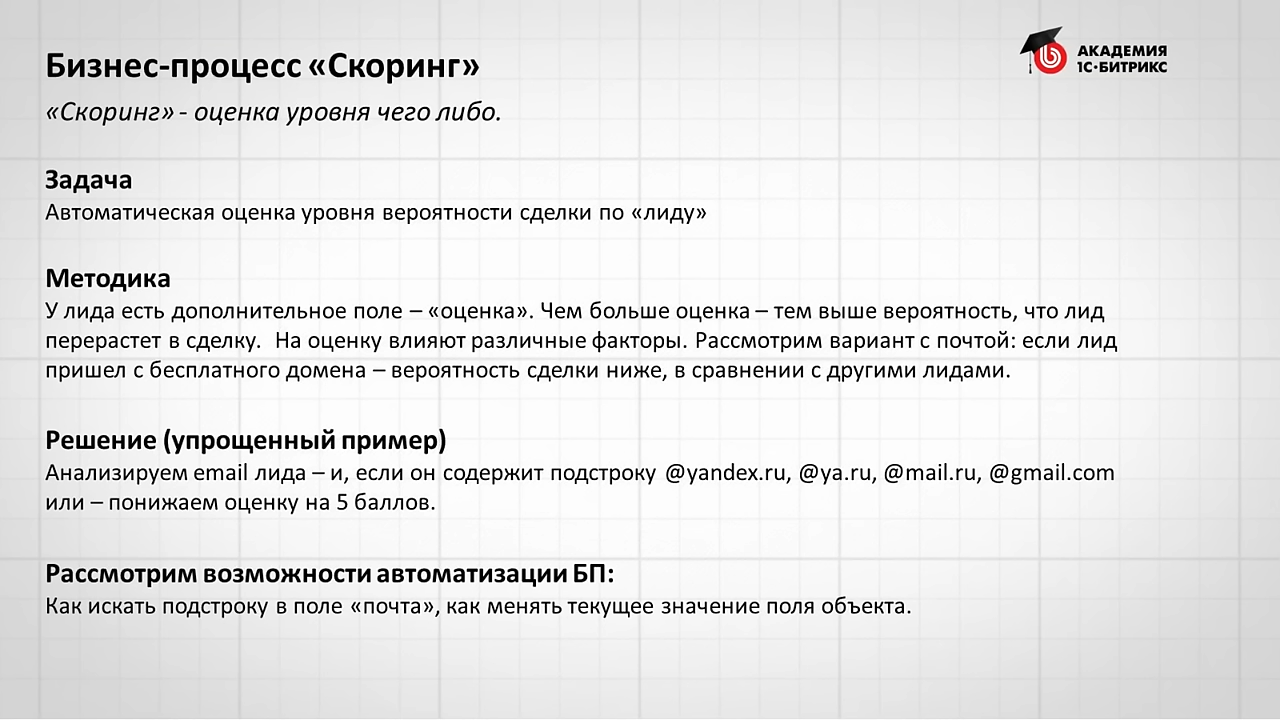 Бизнес-процесс «Скоринг»
АКАДЕМИЯ
1С·БИТРИКС
«Скоринг» - оценка уровня чего либо.
Задача
Автоматическая оценка уровня вероятности сделки по «лиду»
Методика
У лида есть дополнительное поле – «оценка». Чем больше оценка – тем выше вероятность, что лид
перерастет в сделку.  На оценку влияют различные факторы. Рассмотрим вариант с почтой: если лид
пришел с бесплатного домена – вероятность сделки ниже, в сравнении с другими лидами.
Решение (упрощенный пример)
Анализируем email лида – и, если он содержит подстроку @yandex.ru, @ya.ru, @mail.ru, @gmail.com
или – понижаем оценку на 5 баллов.
Рассмотрим возможности автоматизации БП:
Как искать подстроку в поле «почта», как менять текущее значение поля объекта.